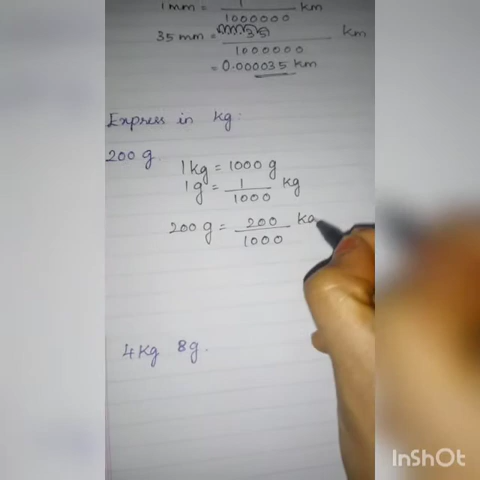 1 mm = 1/1000000 km
35 mm = 35/1000000 km
= 0.000035 km
Express in kg:
200 g.
1 kg = 1000 g
1 g = 1/1000 kg
200 g = 200/1000 kg
4 kg 8g.
InShOt